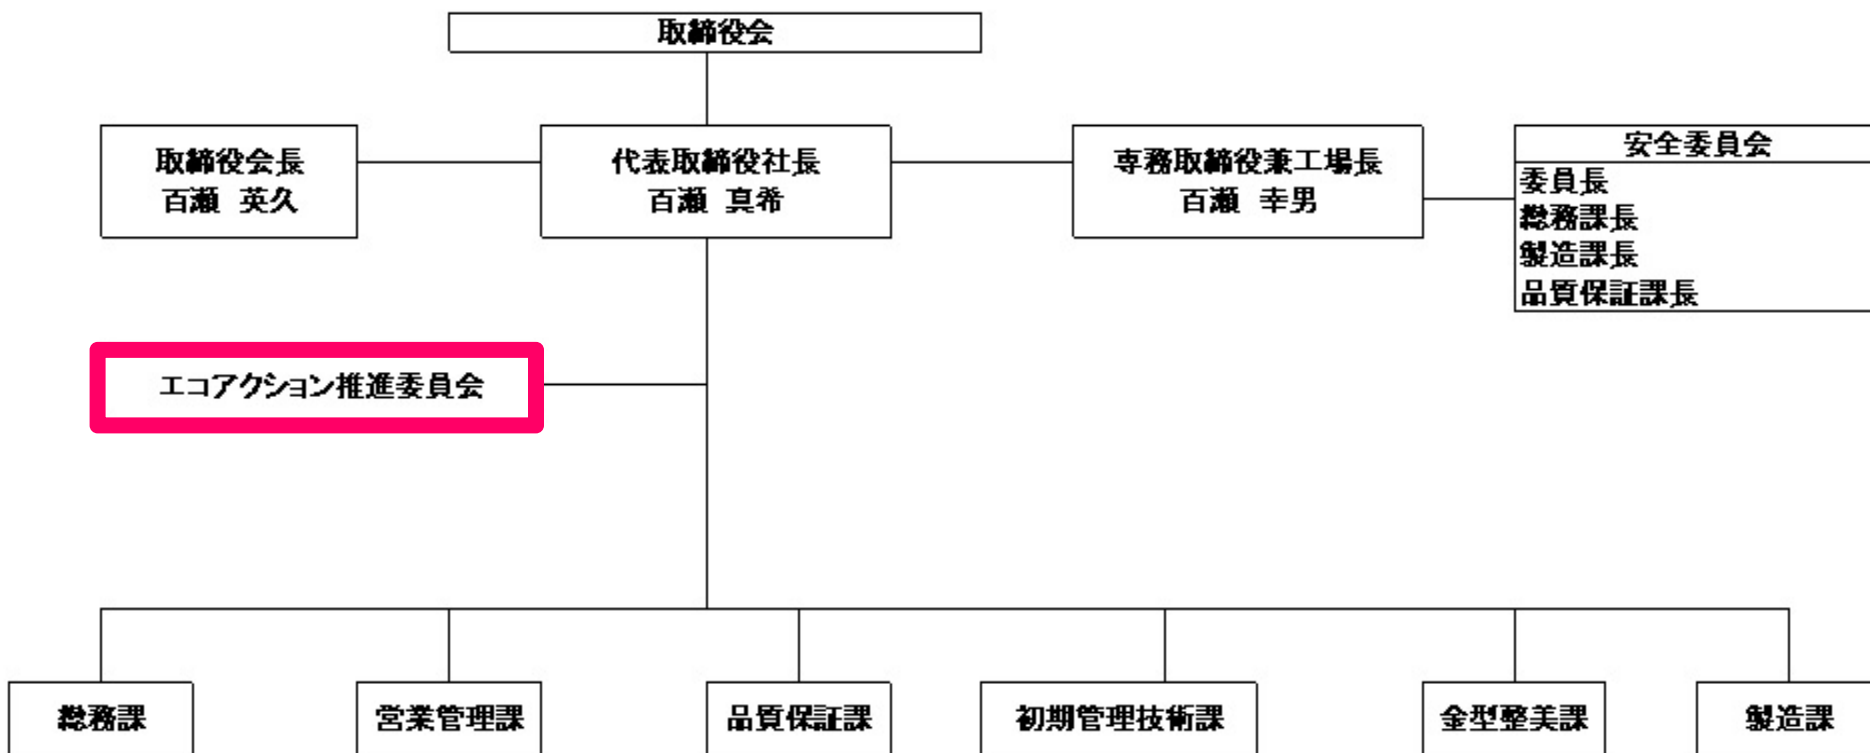 取締役会
取締役会長
百瀬 英久
代表取締役社長
百瀬 真希
専務取締役兼工場長
百瀬 幸男
安全委員会
委員長
総務課長
製造課長
品質保証課長
エコアクション推進委員会
総務課
営業管理課
品質保証課
初期管理技術課
金型整美課
製造課